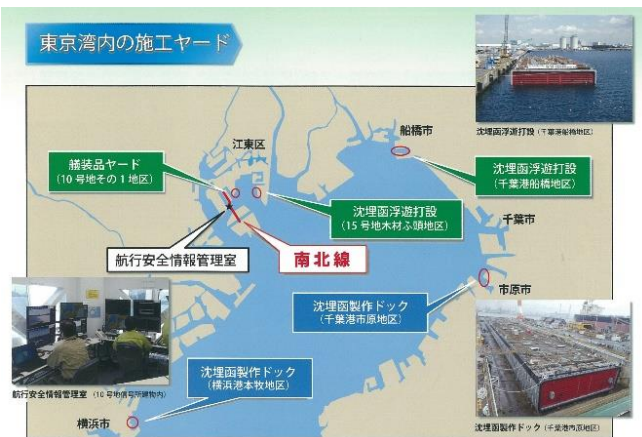 東京湾内の施工ヤード
沈埋函浮遊打設(千葉港船橋地区)
船橋市
江東区
艤装品ヤード
(10号地その1地区)
沈埋函浮遊打設
(千葉港船橋地区)
沈埋函浮遊打設
(15号地木材ふ頭地区)
千葉市
航行安全情報管理室
南北線
市原市
沈埋函製作ドック
(千葉港市原地区)
沈埋函製作ドック
(横浜港本牧地区)
航行安全情報管理室(10号地信号所建物内)
横浜市
沈埋函製作ドック(千葉港市原地区)